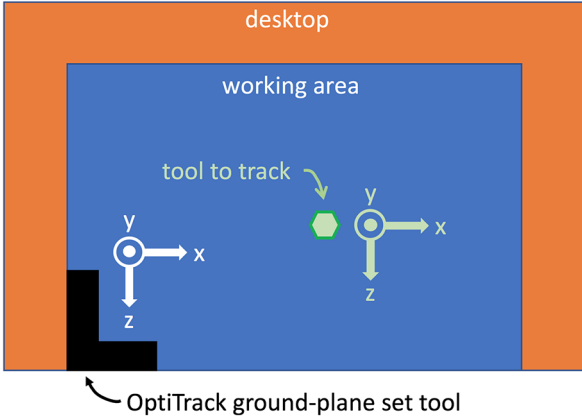 desktop
working area
tool to track
y
x
z
y
x
z
OptiTrack ground-plane set tool